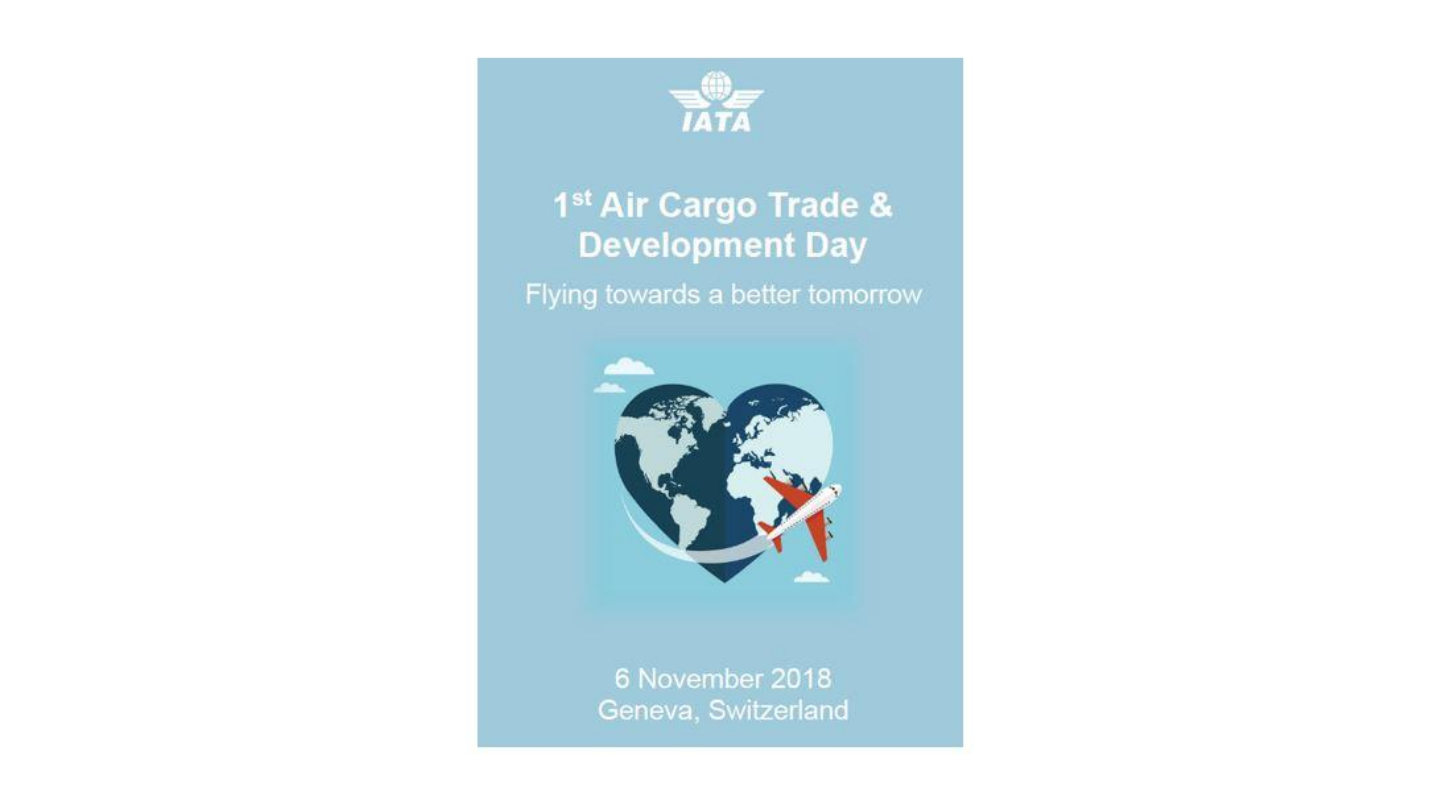 IATA
1st Air Cargo Trade &
Development Day
Flying towards a better tomorrow
6 November 2018
Geneva, Switzerland